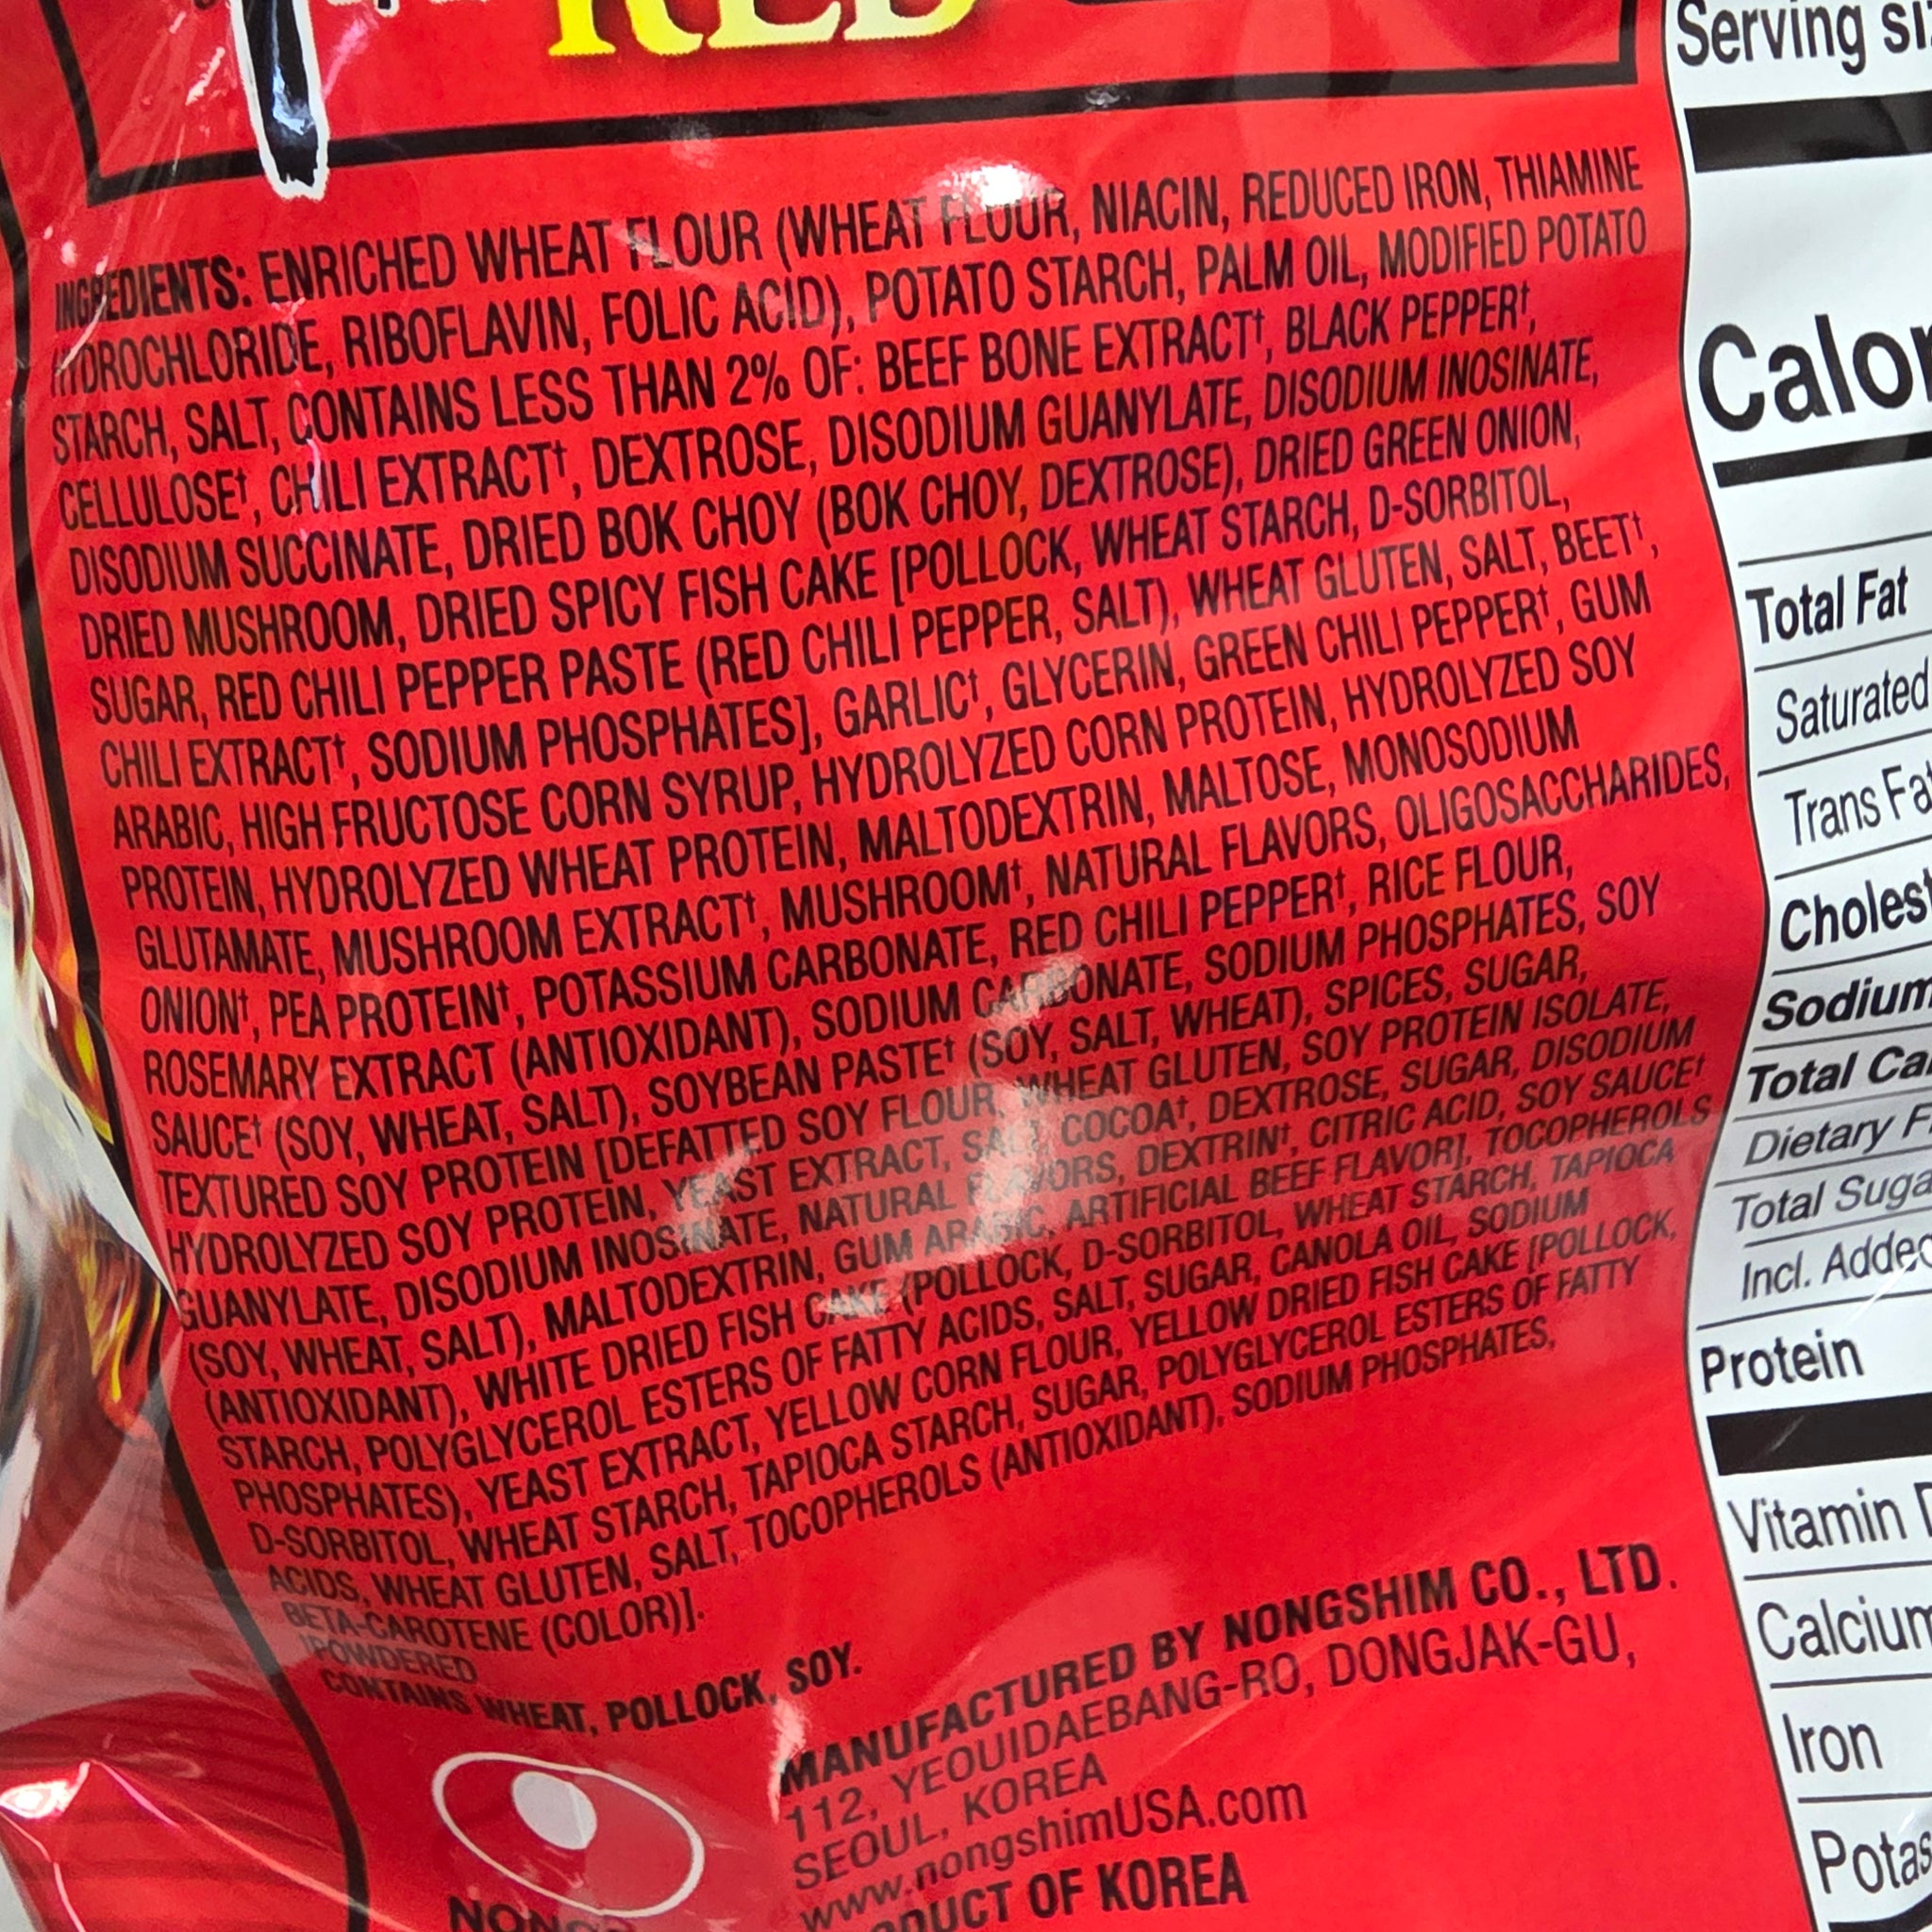 RED
INGREDIENTS: ENRICHED WHEAT FLOUR (WHEAT FLOUR, NIACIN, REDUCED IRON, THIAMINE
HYDROCHLORIDE, RIBOFLAVIN, FOLIC ACID), POTATO STARCH, PALM OIL, MODIFIED POTATO
STARCH, SALT, CONTAINS LESS THAN 2% OF: BEEF BONE EXTRACT†, BLACK PEPPER†,
CELLULOSE†, CHILI EXTRACT†, DEXTROSE, DISODIUM GUANYLATE, DISODIUM INOSINATE,
DISODIUM SUCCINATE, DRIED BOK CHOY (BOK CHOY, DEXTROSE), DRIED GREEN ONION,
DRIED MUSHROOM, DRIED SPICY FISH CAKE [POLLOCK, WHEAT STARCH, D-SORBITOL,
SUGAR, RED CHILI PEPPER PASTE (RED CHILI PEPPER, SALT), WHEAT GLUTEN, SALT, BEET†,
CHILI EXTRACT†, SODIUM PHOSPHATES], GARLIC†, GLYCERIN, GREEN CHILI PEPPER†, GUM
ARABIC, HIGH FRUCTOSE CORN SYRUP, HYDROLYZED CORN PROTEIN, HYDROLYZED SOY
PROTEIN, HYDROLYZED WHEAT PROTEIN, MALTODEXTRIN, MALTOSE, MONOSODIUM
GLUTAMATE, MUSHROOM EXTRACT†, MUSHROOM†, NATURAL FLAVORS, OLIGOSACCHARIDES,
ONION†, PEA PROTEIN†, POTASSIUM CARBONATE, RED CHILI PEPPER†, RICE FLOUR,
ROSEMARY EXTRACT (ANTIOXIDANT), SODIUM CARBONATE, SODIUM PHOSPHATES, SOY
SAUCE† (SOY, WHEAT, SALT), SOYBEAN PASTE† (SOY, SALT, WHEAT), SPICES, SUGAR,
TEXTURED SOY PROTEIN [DEFATTED SOY FLOUR, WHEAT GLUTEN, SOY PROTEIN ISOLATE,
HYDROLYZED SOY PROTEIN, YEAST EXTRACT, SALT, COCOA†, DEXTROSE, SUGAR, DISODIUM
GUANYLATE, DISODIUM INOSINATE, NATURAL FLAVORS, DEXTRIN†, CITRIC ACID, SOY SAUCE†
(SOY, WHEAT, SALT), MALTODEXTRIN, GUM ARABIC, ARTIFICIAL BEEF FLAVOR], TOCOPHEROLS
(ANTIOXIDANT), WHITE DRIED FISH CAKE (POLLOCK, D-SORBITOL, WHEAT STARCH, TAPIOCA
STARCH, POLYGLYCEROL ESTERS OF FATTY ACIDS, SALT, SUGAR, CANOLA OIL, SODIUM
PHOSPHATES), YEAST EXTRACT, YELLOW CORN FLOUR, YELLOW DRIED FISH CAKE [POLLOCK,
D-SORBITOL, WHEAT STARCH, TAPIOCA STARCH, SUGAR, POLYGLYCEROL ESTERS OF FATTY
ACIDS, WHEAT GLUTEN, SALT, TOCOPHEROLS (ANTIOXIDANT), SODIUM PHOSPHATES,
BETA-CAROTENE (COLOR)].
†POWDERED
CONTAINS WHEAT, POLLOCK, SOY.
MANUFACTURED BY NONGSHIM CO., LTD.
112, YEOUIDAEBANG-RO, DONGJAK-GU,
SEOUL, KOREA
www.nongshimUSA.com
OF KOREA
Serving
Total Fat
Saturated
Trans
Sodium
Total
Dietary
Total
Incl.
Protein
Vitamin
Iron